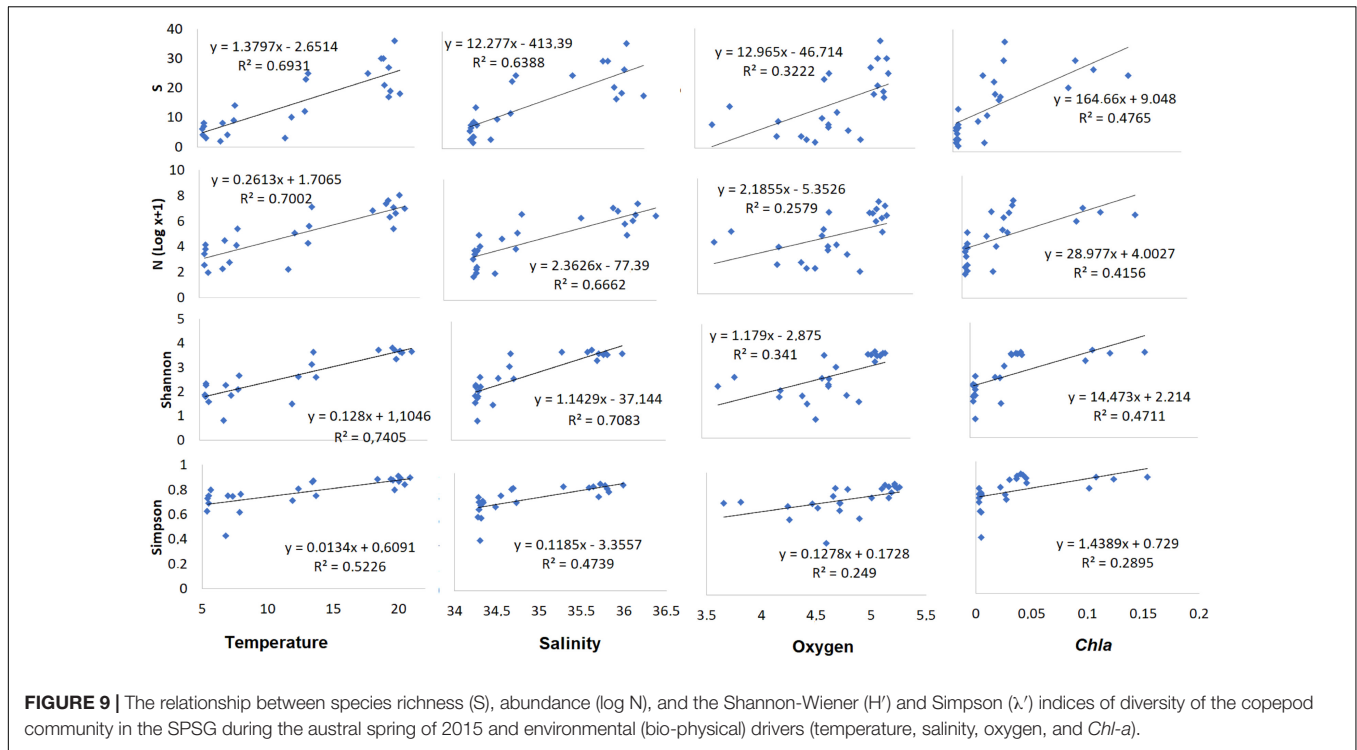 40
30
20
10
0
S
y = 1.3797x - 2.6514
R² = 0.6931
y = 12.277x - 413.39
R² = 0.6388
y = 12.965x - 46.714
R² = 0.3222
y = 164.66x + 9.048
R² = 0.4765
10
8
6
4
2
0
N (Log x+1)
y = 0.2613x + 1.7065
R² = 0.7002
y = 2.3626x - 77.39
R² = 0,6662
y = 2,1855x - 5.3526
R² = 0.2579
y = 28.977x + 4.0027
R² = 0.4156
5
4
3
2
1
0
Shannon
y = 0.128x + 1,1046
R² = 0,7405
y = 1.1429x - 37.144
R² = 0.7083
y = 1.179x - 2,875
R² = 0.341
y = 14.473x + 2.214
R² = 0.4711
1
0.8
0.6
0.4
0.2
0
Simpson
y = 0.0134x + 0.6091
R² = 0.5226
y = 0.1185x - 3.3557
R² = 0.4739
y = 0.1278x + 0.1728
R² = 0.249
y = 1.4389x + 0.729
R² = 0.2895
5 10 15 20
34 34.5 35 35.5 36 36.5
3.5 4.5 5 5.5
0 0.05 0.1 0.15 0.2
Temperature
Salinity
Oxygen
Chla
FIGURE 9 | The relationship between species richness (S), abundance (log N), and the Shannon-Wiener (H′) and Simpson (λ′) indices of diversity of the copepod
community in the SPSG during the austral spring of 2015 and environmental (bio-physical) drivers (temperature, salinity, oxygen, and Chl-a).